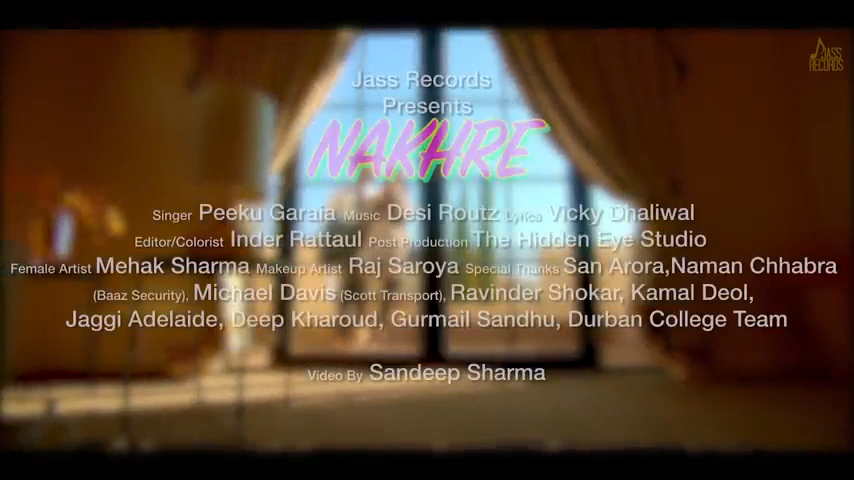 JASS
RECORDS
Jass Records
Presents
NAKHRE
Singer Peeku Garaia Music Desi Routz Lyrics Vicky Dhaliwal
Editor/Colorist Inder Rattaul Post Production The Hidden Eye Studio
Female Artist Mehak Sharma Makeup Artist Raj Saroya Special Thanks San Arora,Naman Chhabra
(Baaz Security), Michael Davis (Scott Transport), Ravinder Shokar, Kamal Deol,
Jaggi Adelaide, Deep Kharoud, Gurmail Sandhu, Durban College Team
Video By Sandeep Sharma